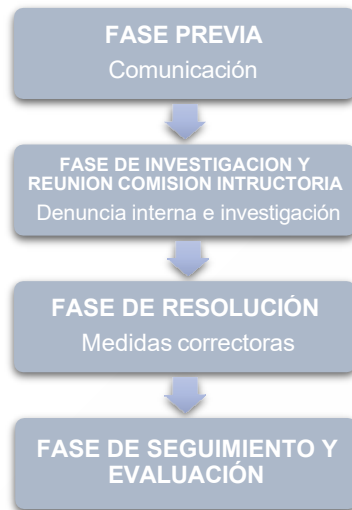 FASE PREVIA
Comunicación
FASE DE INVESTIGACION Y
REUNION COMISION INTRUCTORIA
Denuncia interna e investigación
FASE DE RESOLUCIÓN
Medidas correctoras
FASE DE SEGUIMIENTO Y
EVALUACIÓN